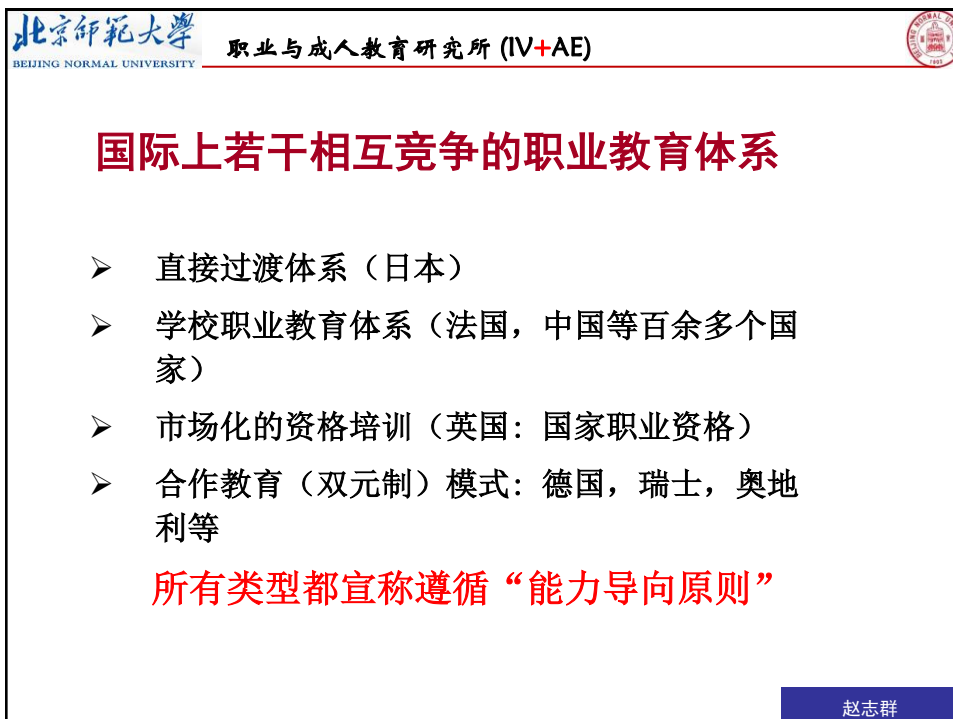 北京师范大学
BEIJING NORMAL UNIVERSITY
职业与成人教育研究所 (IV+AE)
国际上若干相互竞争的职业教育体系
➢ 直接过渡体系（日本）
➢ 学校职业教育体系（法国，中国等百余多个国
家）
➢ 市场化的资格培训（英国：国家职业资格）
➢ 合作教育（双元制）模式：德国，瑞士，奥地
利等
所有类型都宣称遵循“能力导向原则”
赵志群